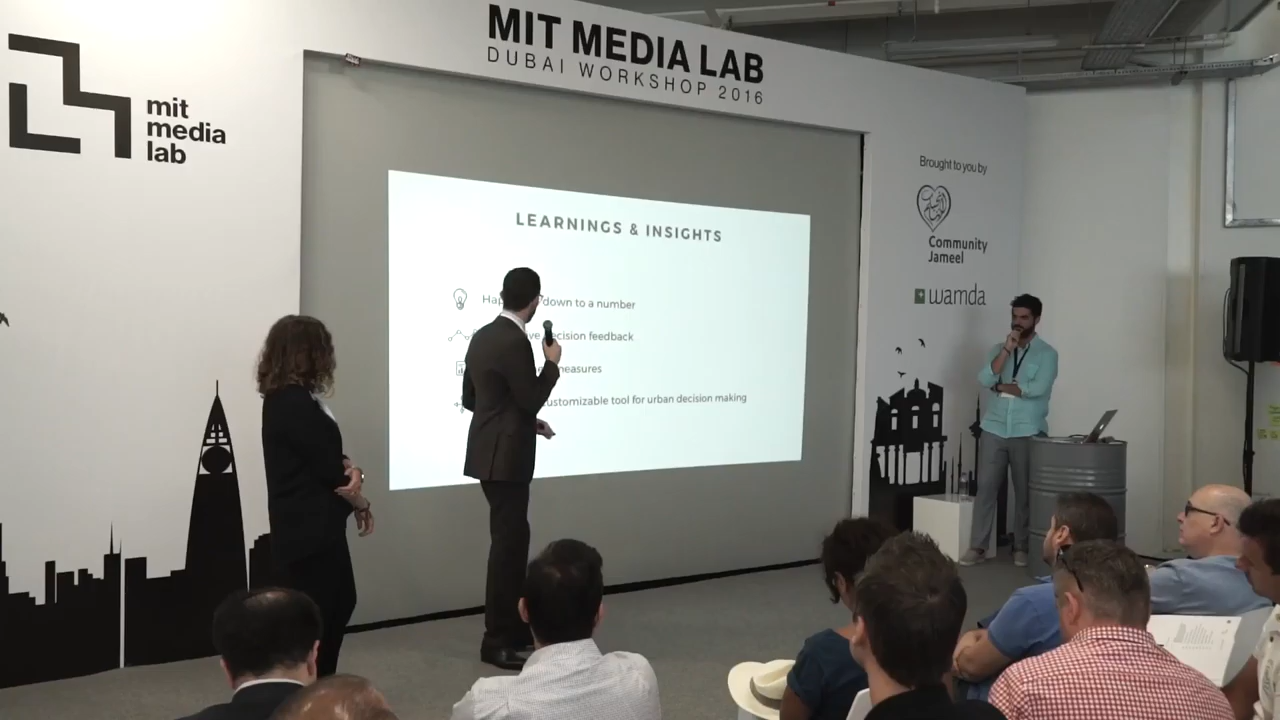 MIT MEDIA LAB
DUBAI WORKSHOP 2016
mit
media
lab
Brought to you by
Community
Jameel
wamda
LEARNINGS & INSIGHTS
down to a number
decision feedback
measures
customizable tool for urban decision making